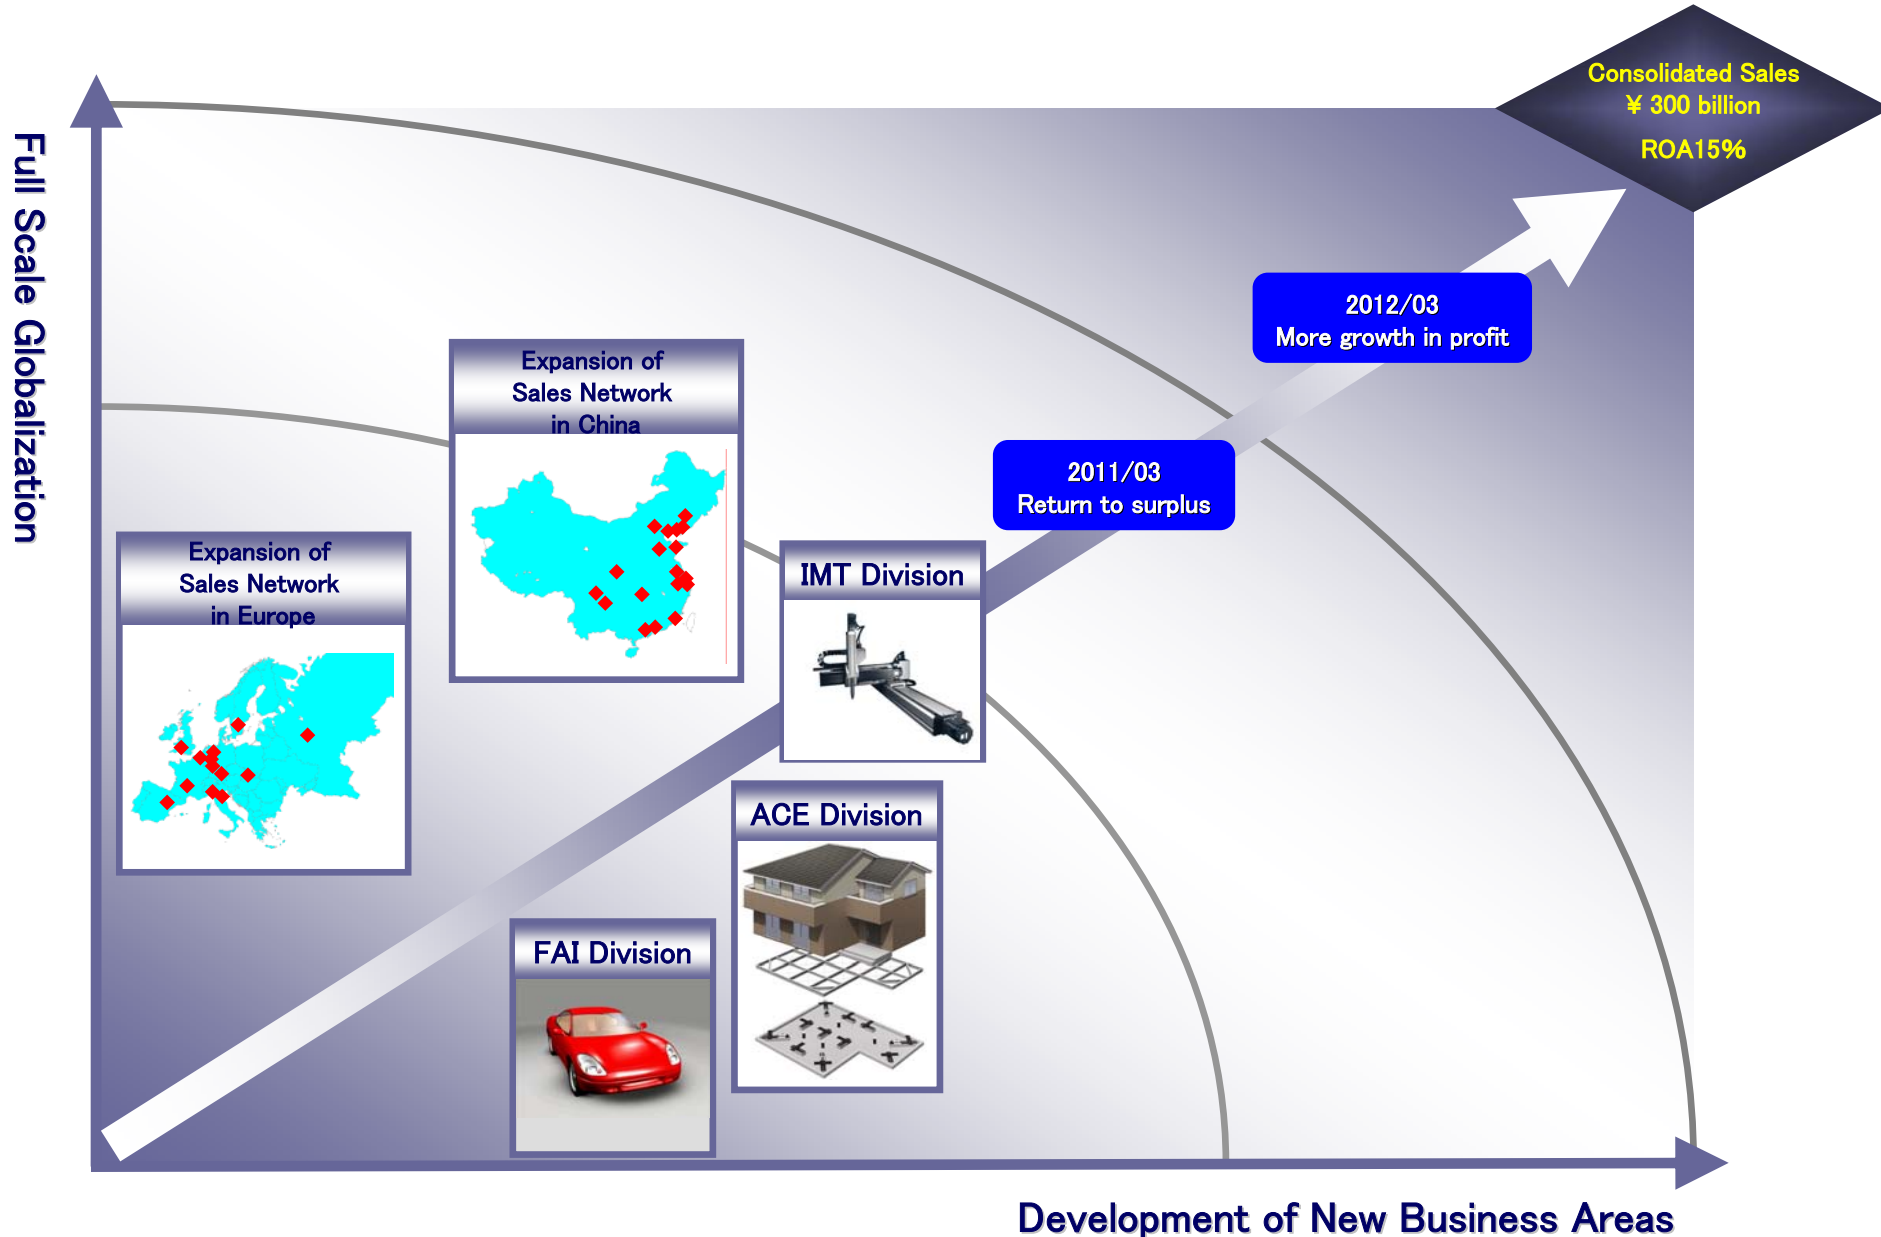 Consolidated Sales
¥ 300 billion
ROA15%
Full Scale Globalization
2012/03
More growth in profit
Expansion of
Sales Network
in China
2011/03
Return to surplus
Expansion of
Sales Network
in Europe
IMT Division
ACE Division
FAI Division
Development of New Business Areas